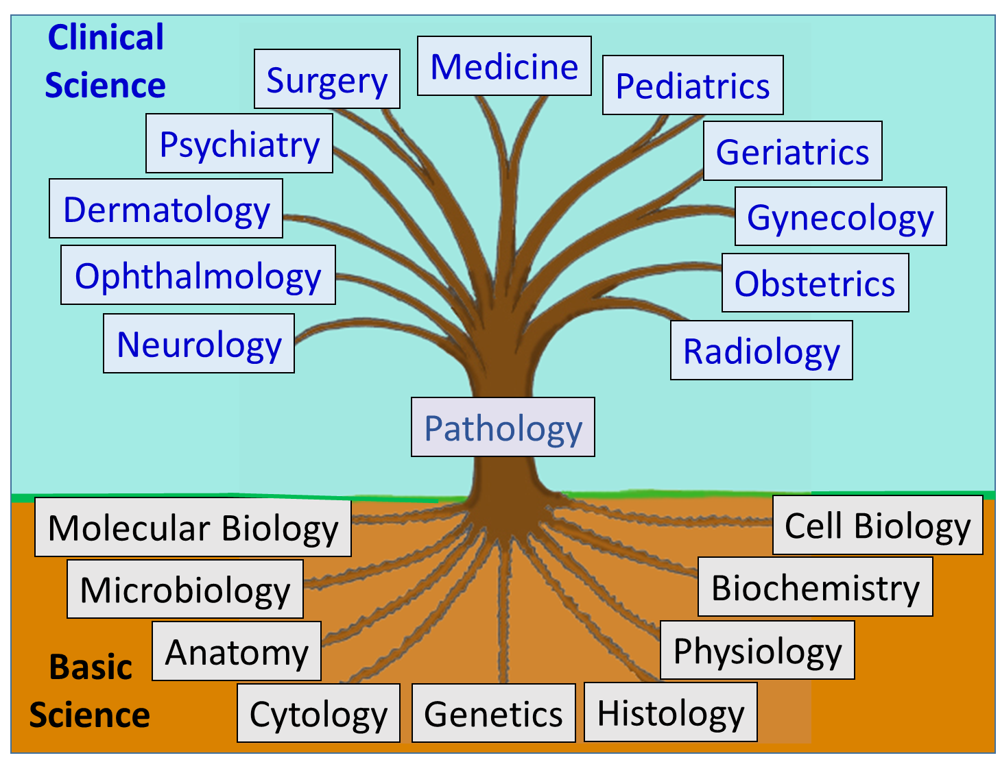 Clinical
Science
Surgery
Medicine
Pediatrics
Psychiatry
Geriatrics
Dermatology
Gynecology
Ophthalmology
Obstetrics
Neurology
Radiology
Pathology
Molecular Biology
Cell Biology
Microbiology
Biochemistry
Anatomy
Physiology
Basic
Science
Cytology
Genetics
Histology